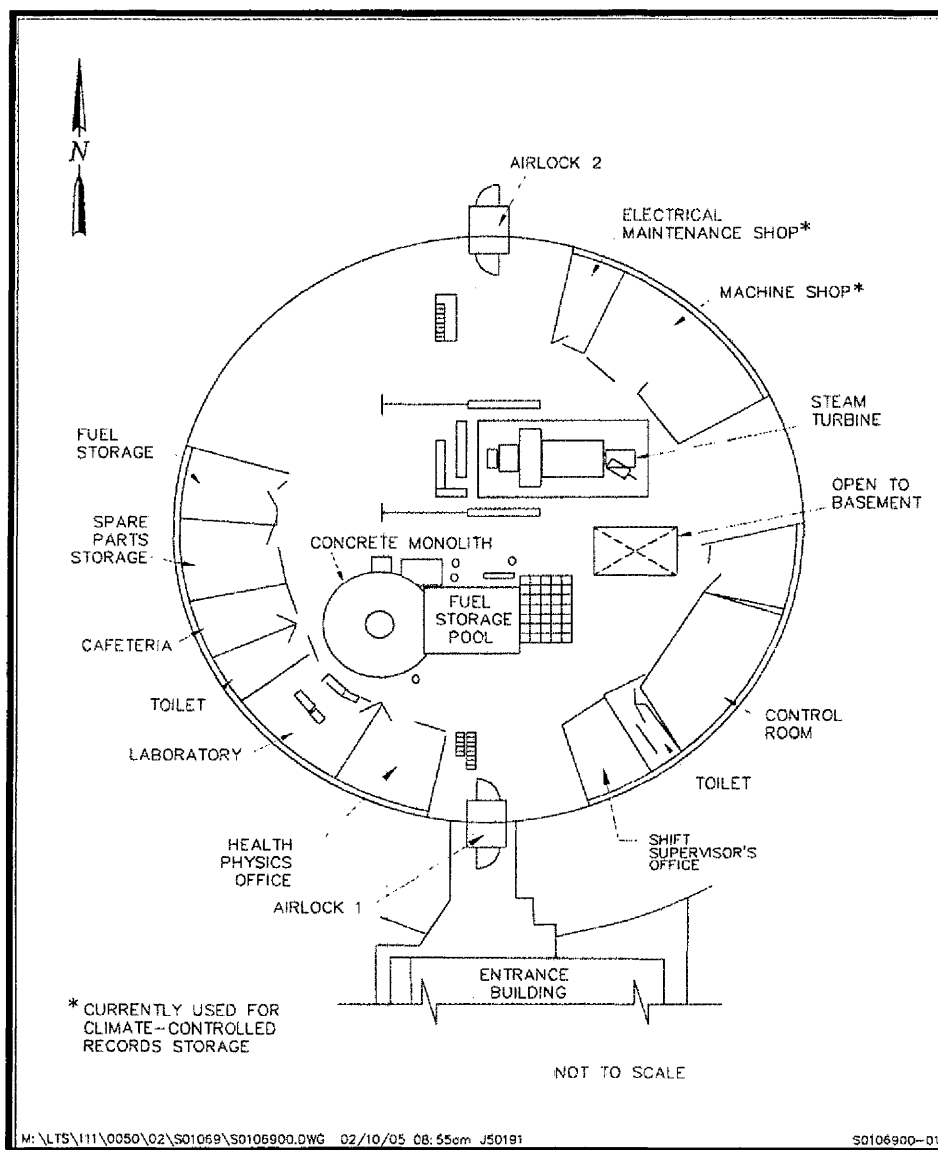 N
AIRLOCK 2
ELECTRICAL
MAINTENANCE SHOP*
MACHINE SHOP*
STEAM
TURBINE
FUEL
STORAGE
OPEN TO
BASEMENT
SPARE
PARTS
STORAGE
CONCRETE MONOLITH
FUEL
STORAGE
POOL
CAFETERIA
TOILET
LABORATORY
CONTROL
ROOM
TOILET
HEALTH
PHYSICS
OFFICE
SHIFT
SUPERVISOR'S
OFFICE
AIRLOCK 1
ENTRANCE
BUILDING
* CURRENTLY USED FOR
CLIMATE-CONTROLLED
RECORDS STORAGE
NOT TO SCALE
M:\LTS\111\0050\02\S01069\S0106900.DWG 02/10/05 08:55am J50191
S0106900-01